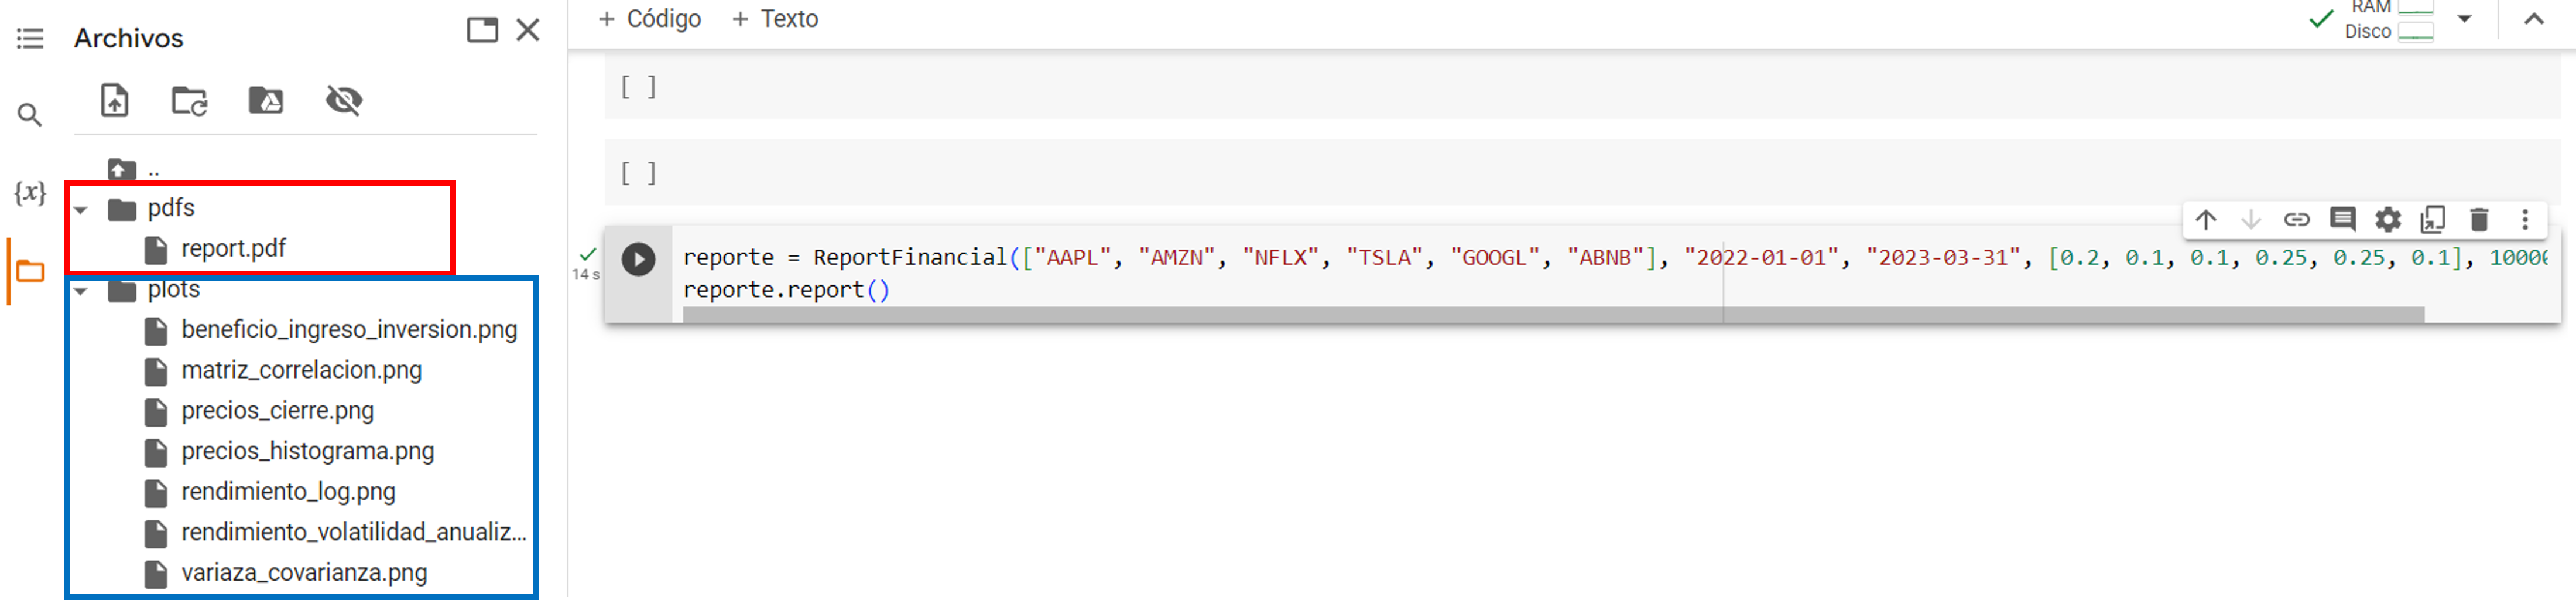 Archivos
..
pdfs
report.pdf
plots
beneficio_ingreso_inversion.png
matriz_correlacion.png
precios_cierre.png
precios_histograma.png
rendimiento_log.png
rendimiento_volatilidad_anualiz...
variaza_covarianza.png
{x}
+ Código + Texto
RAM
Disco
[ ]
[ ]
14 s
reporte = ReportFinancial(["AAPL", "AMZN", "NFLX", "TSLA", "GOOGL", "ABNB"], "2022-01-01", "2023-03-31", [0.2, 0.1, 0.1, 0.25, 0.25, 0.1], 10000
reporte.report()